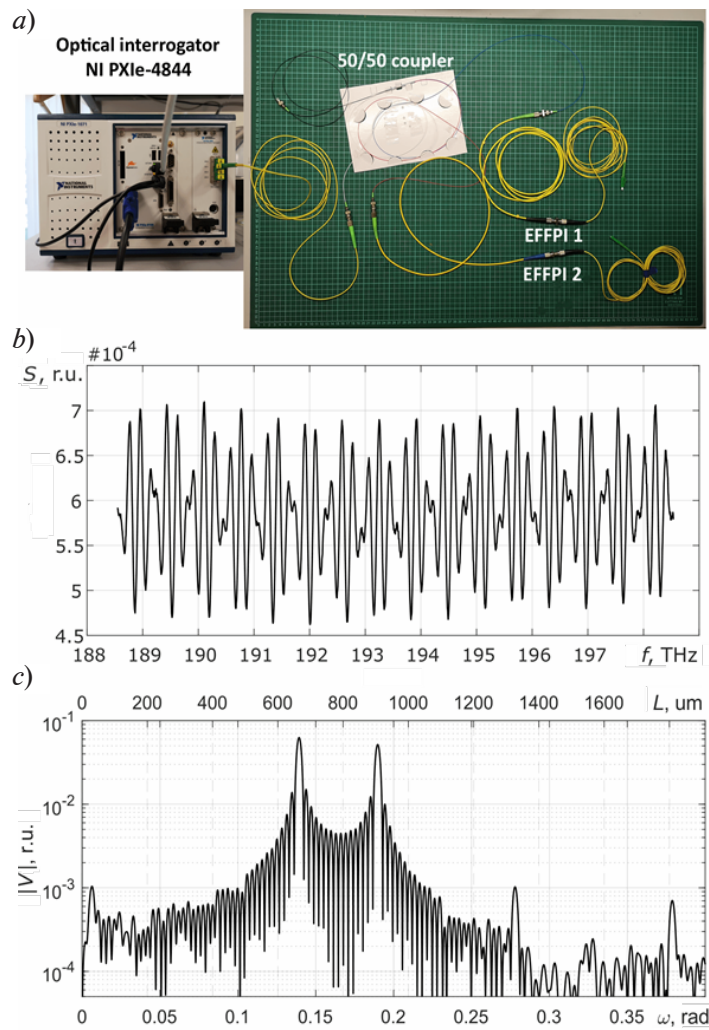 a)
Optical interrogator
NI PXIe-4844
50/50 coupler
NATIONAL
INSTRUMENTS
EFFPI 1
EFFPI 2
b)
#10⁻⁴
S, r.u.
7
6.5
6
5.5
5
4.5
188 189 190 191 192 193 194 195 196 197 f, THz
c)
0 200 400 600 800 1000 1200 1400 1600 L, um
10⁻¹
10⁻²
10⁻³
10⁻⁴
|V|, r.u.
0 0.05 0.1 0.15 0.2 0.25 0.3 0.35 ω, rad